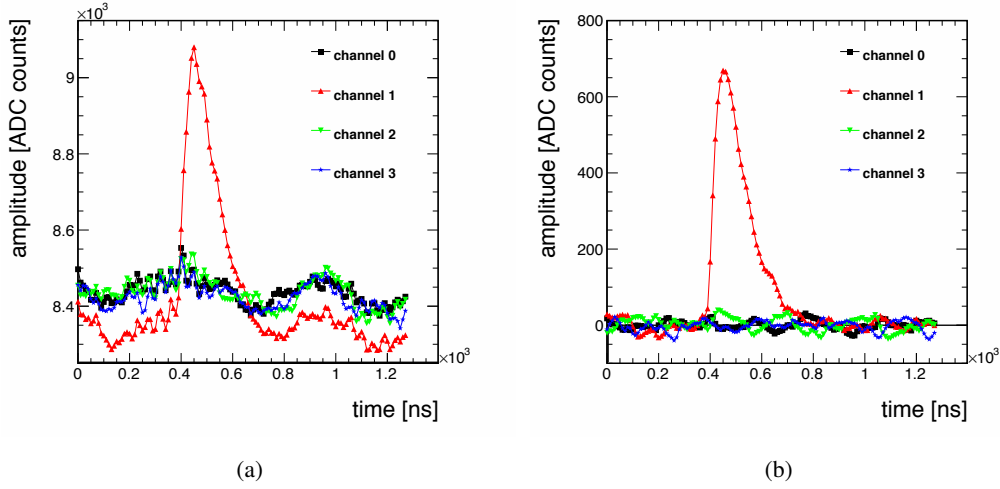 ×10³
amplitude [ADC counts]
9
8.8
8.6
8.4
channel 0
channel 1
channel 2
channel 3
0 0.2 0.4 0.6 0.8 1 1.2
×10³
time [ns]
(a)
amplitude [ADC counts]
800
600
400
200
0
channel 0
channel 1
channel 2
channel 3
0 0.2 0.4 0.6 0.8 1 1.2
×10³
time [ns]
(b)